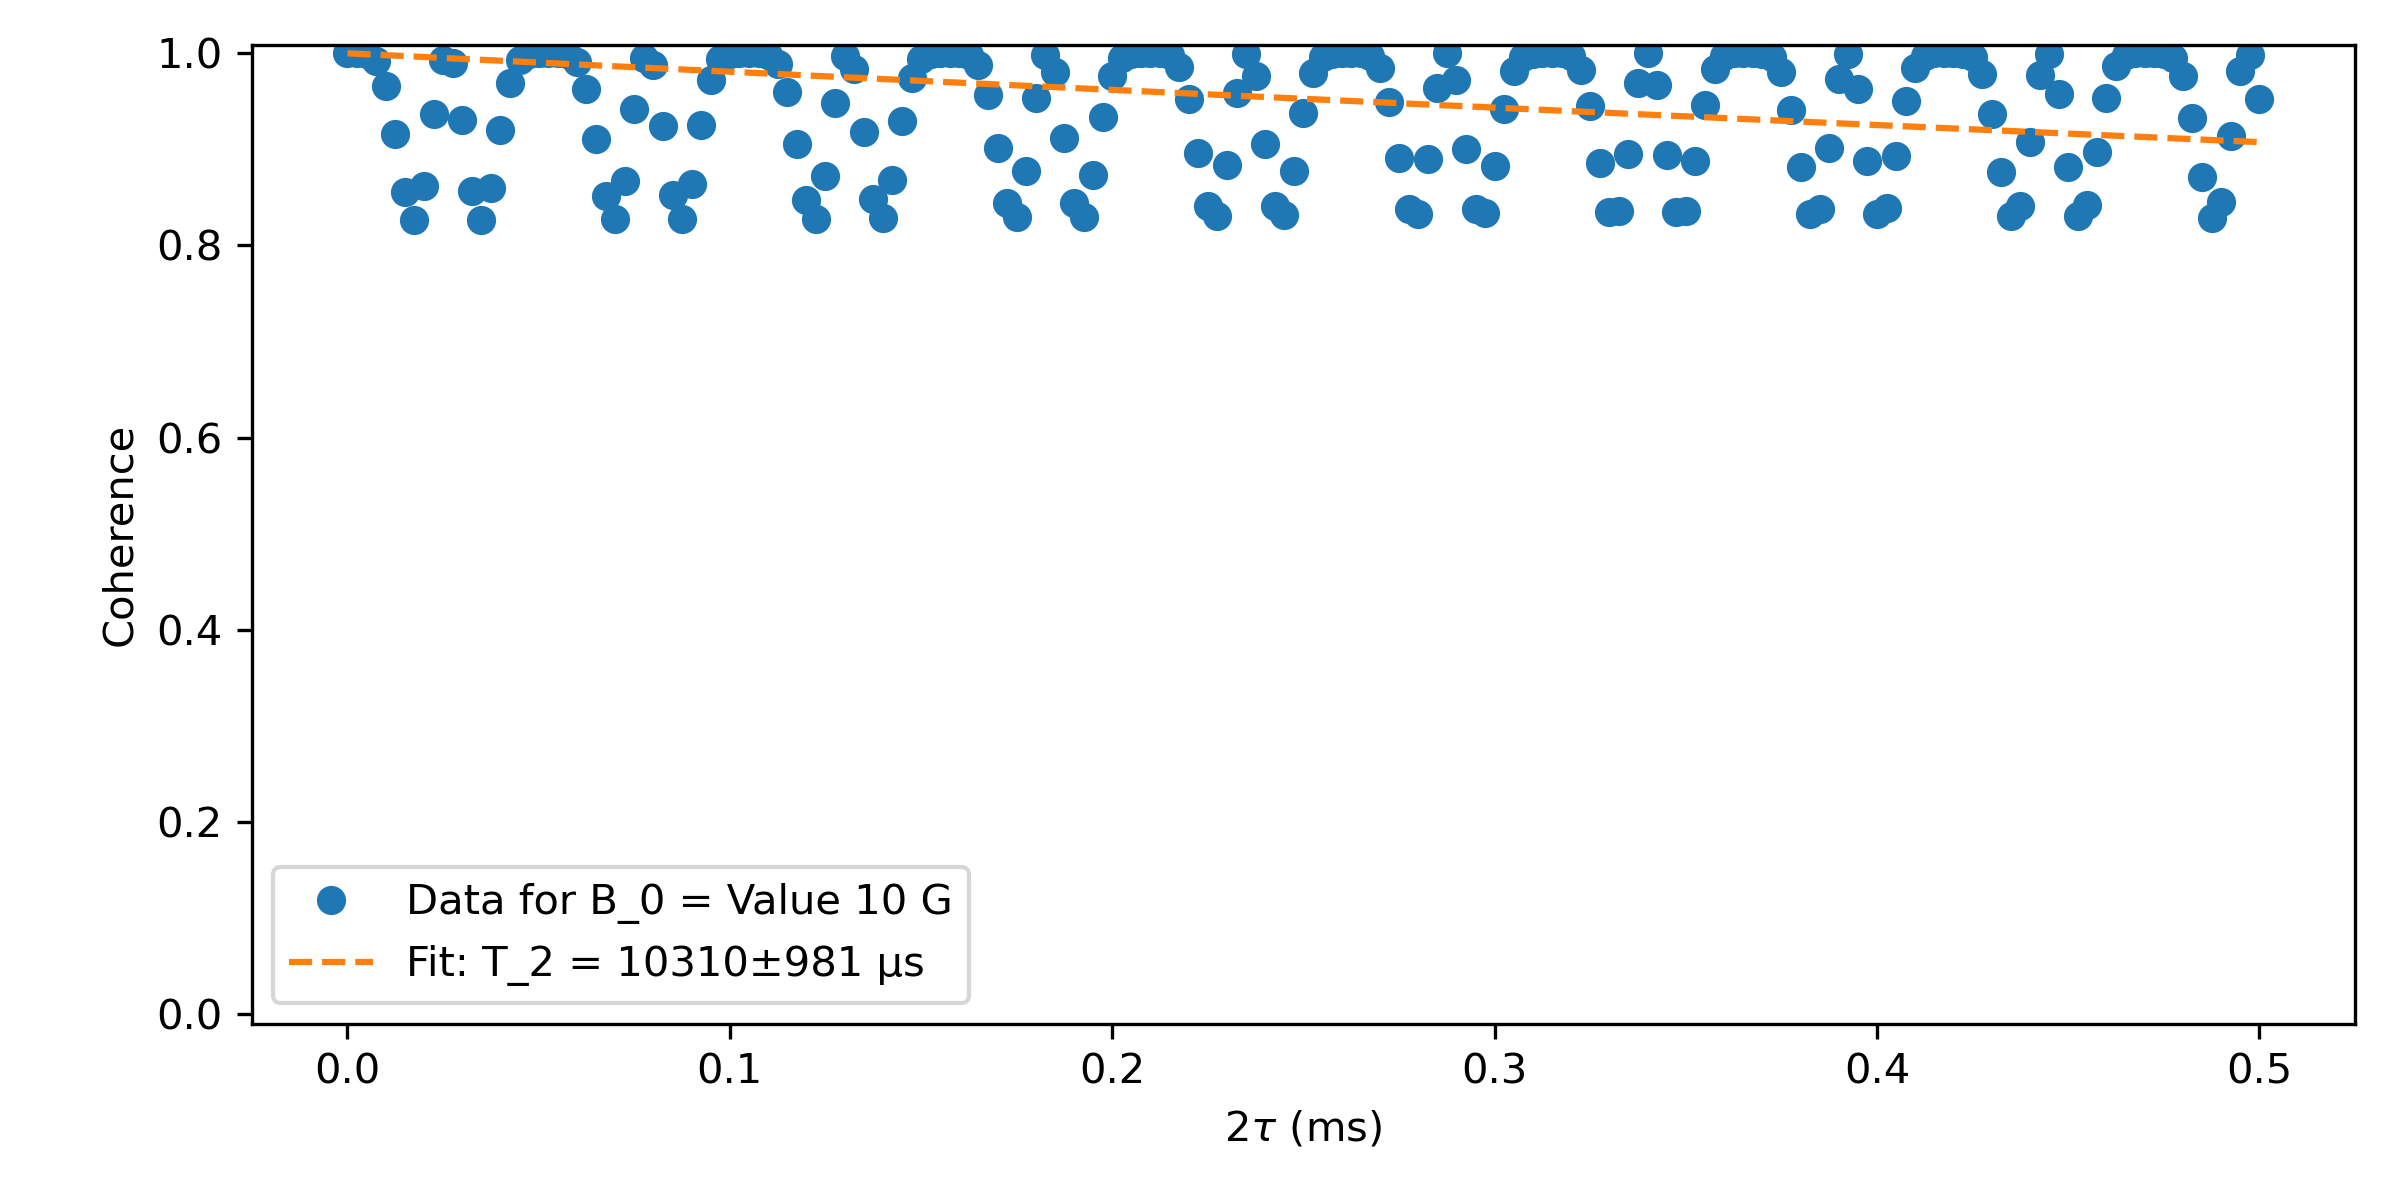 1.0
0.8
0.6
0.4
0.2
0.0
Coherence
Data for B_0 = Value 10 G
Fit: T_2 = 10310±981 μs
0.0 0.1 0.2 0.3 0.4 0.5
2τ (ms)